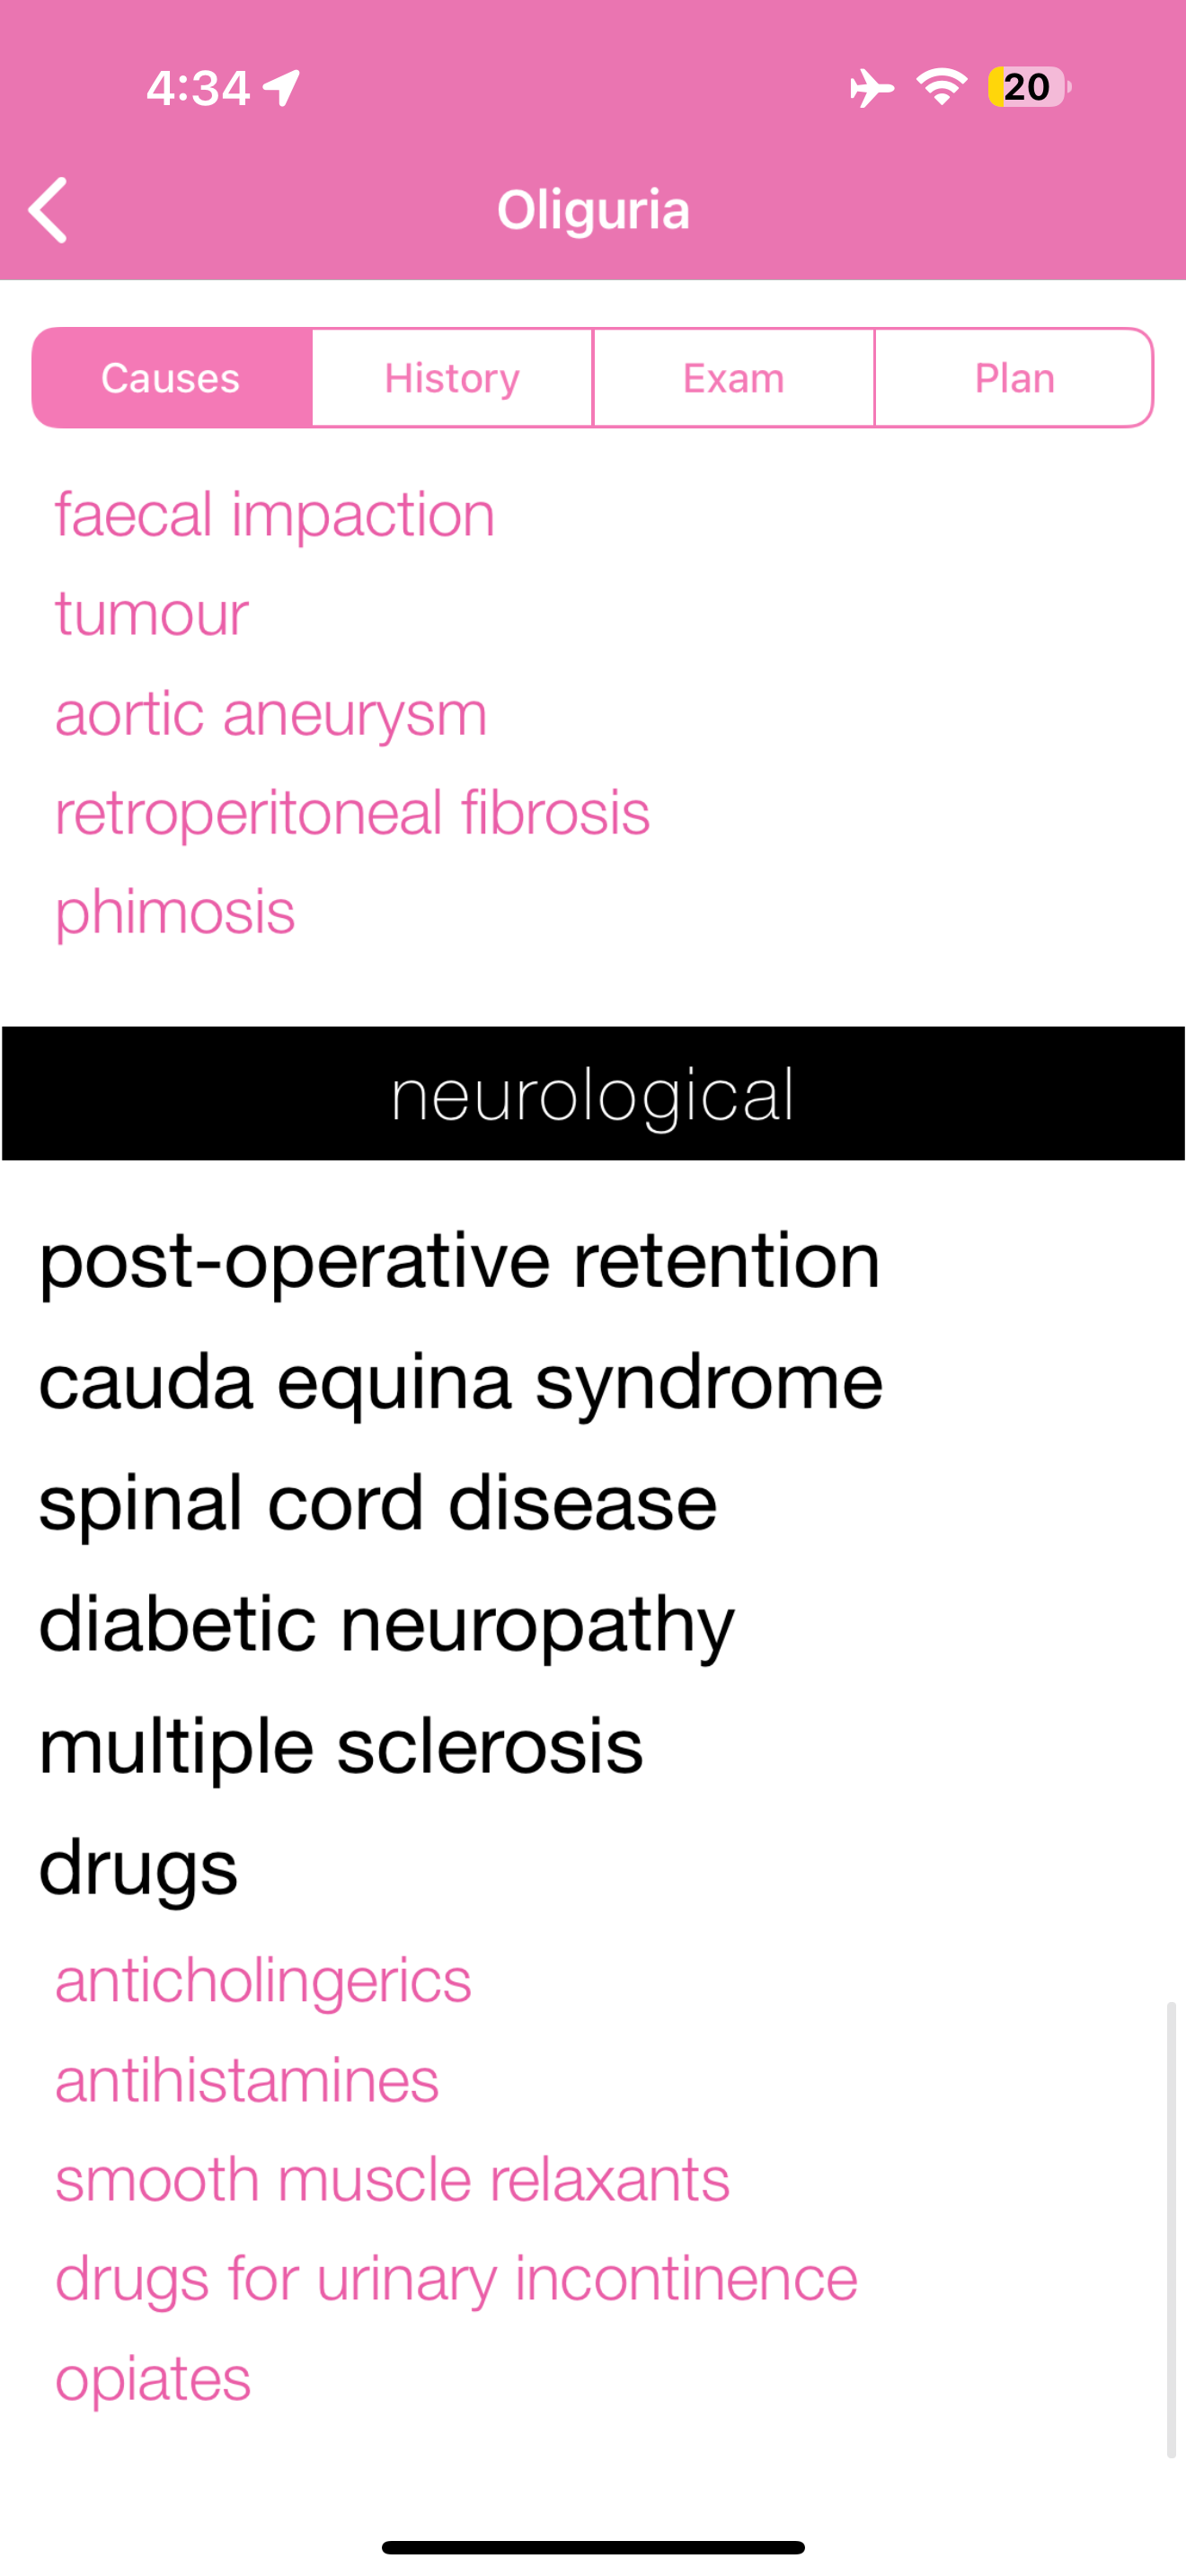 4:34
20
Oliguria
Causes History Exam Plan
faecal impaction
tumour
aortic aneurysm
retroperitoneal fibrosis
phimosis
neurological
post-operative retention
cauda equina syndrome
spinal cord disease
diabetic neuropathy
multiple sclerosis
drugs
anticholingerics
antihistamines
smooth muscle relaxants
drugs for urinary incontinence
opiates